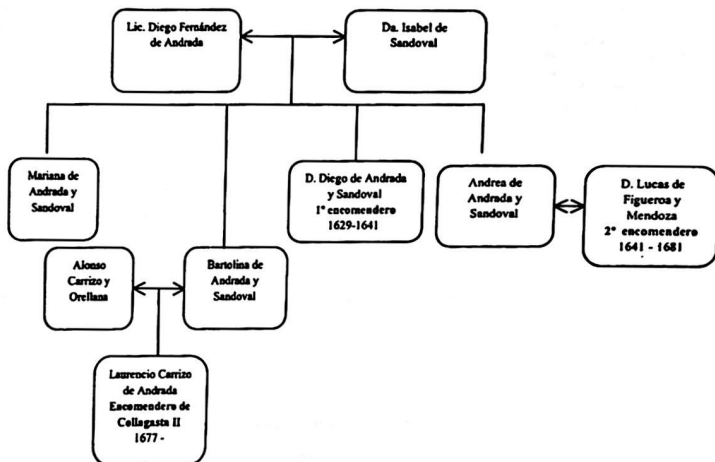 Lic. Diego Fernández
de Andrada
Da. Isabel de
Sandoval
Mariana de
Andrada y
Sandoval
D. Diego de Andrada
y Sandoval
1º encomendero
1629-1641
Andrea de
Andrada y
Sandoval
D. Lucas de
Figueroa y
Mendoza
2º encomendero
1641 - 1681
Alonso
Carrizo y
Orellana
Bartolina de
Andrada y
Sandoval
Laurencio Carrizo
de Andrada
Encomendero de
Collagasta II
1677 -